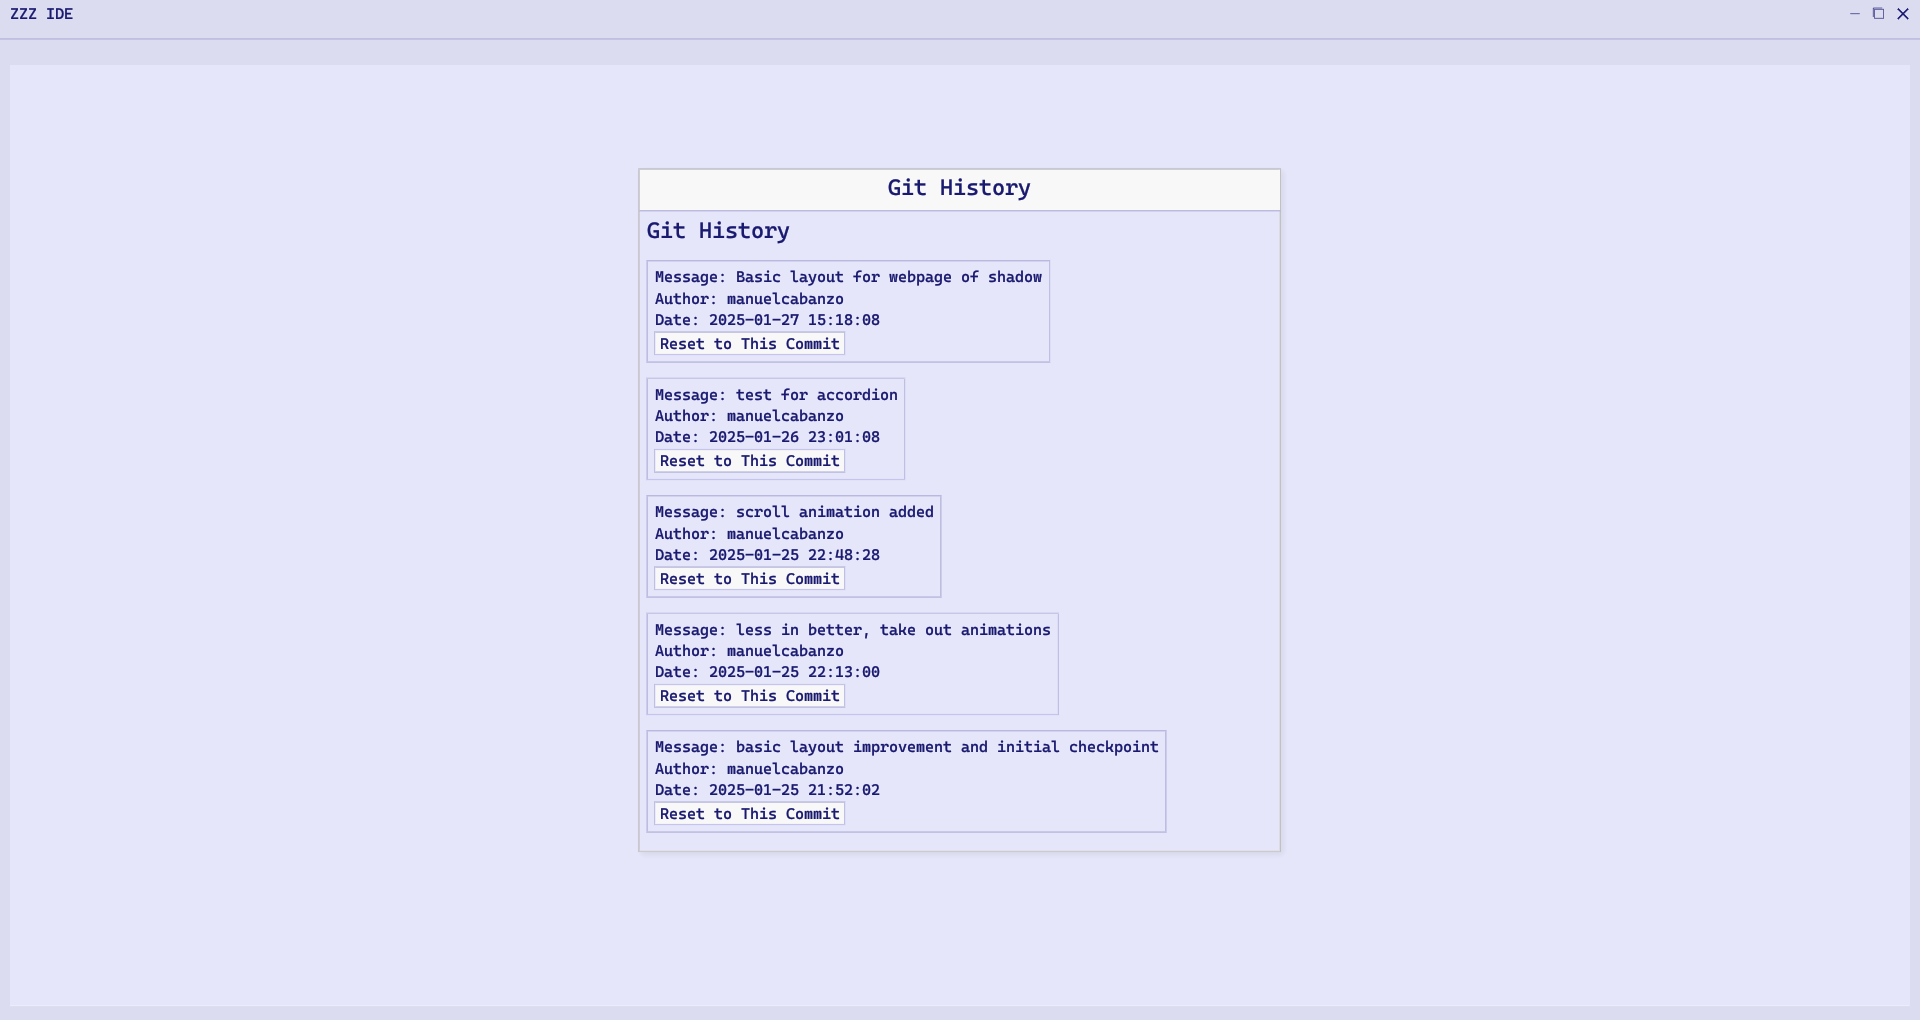 ZZZ IDE
Git History
Git History
Message: Basic layout for webpage of shadow
Author: manuelcabanzo
Date: 2025-01-27 15:18:08
Reset to This Commit
Message: test for accordion
Author: manuelcabanzo
Date: 2025-01-26 23:01:08
Reset to This Commit
Message: scroll animation added
Author: manuelcabanzo
Date: 2025-01-25 22:48:28
Reset to This Commit
Message: less in better, take out animations
Author: manuelcabanzo
Date: 2025-01-25 22:13:00
Reset to This Commit
Message: basic layout improvement and initial checkpoint
Author: manuelcabanzo
Date: 2025-01-25 21:52:02
Reset to This Commit